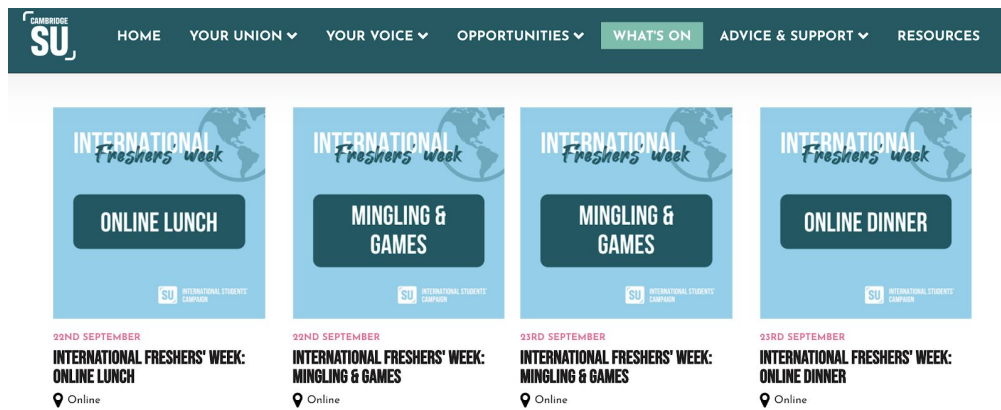 CAMBRIDGE
SU
HOME YOUR UNION YOUR VOICE OPPORTUNITIES WHAT'S ON ADVICE & SUPPORT RESOURCES
INTERNATIONAL
Freshers' Week
ONLINE LUNCH
SU INTERNATIONAL STUDENTS'
CAMPAIGN
22ND SEPTEMBER
INTERNATIONAL FRESHERS' WEEK:
ONLINE LUNCH
Online
INTERNATIONAL
Freshers' Week
MINGLING &
GAMES
SU INTERNATIONAL STUDENTS'
CAMPAIGN
22ND SEPTEMBER
INTERNATIONAL FRESHERS' WEEK:
MINGLING & GAMES
Online
INTERNATIONAL
Freshers' Week
MINGLING &
GAMES
SU INTERNATIONAL STUDENTS'
CAMPAIGN
23RD SEPTEMBER
INTERNATIONAL FRESHERS' WEEK:
MINGLING & GAMES
Online
INTERNATIONAL
Freshers' Week
ONLINE DINNER
SU INTERNATIONAL STUDENTS'
CAMPAIGN
23RD SEPTEMBER
INTERNATIONAL FRESHERS' WEEK:
ONLINE DINNER
Online